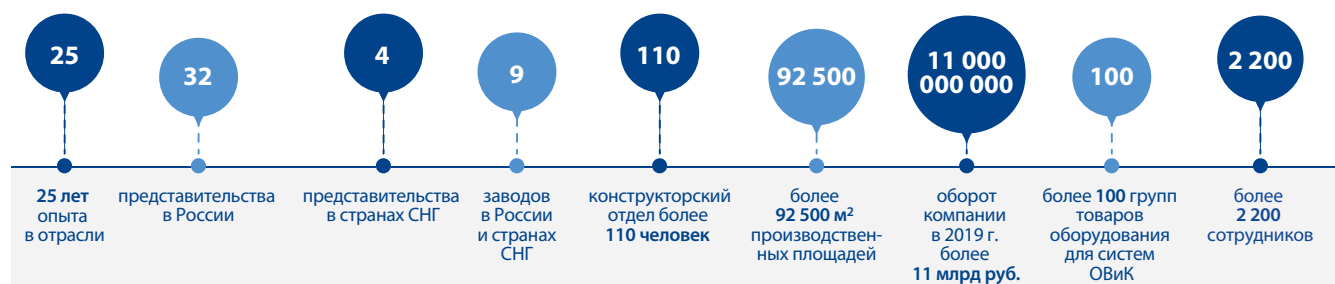 25
32
4
9
110
92 500
11 000
000 000
100
2 200
25 лет
опыта
в отрасли
представительства
в России
представительства
в странах СНГ
заводов
в России
и странах
СНГ
конструкторский
отдел более
110 человек
более
92 500 м²
производствен-
ных площадей
оборот
компании
в 2019 г.
более
11 млрд руб.
более 100 групп
товаров
оборудования
для систем
ОВиК
более
2 200
сотрудников